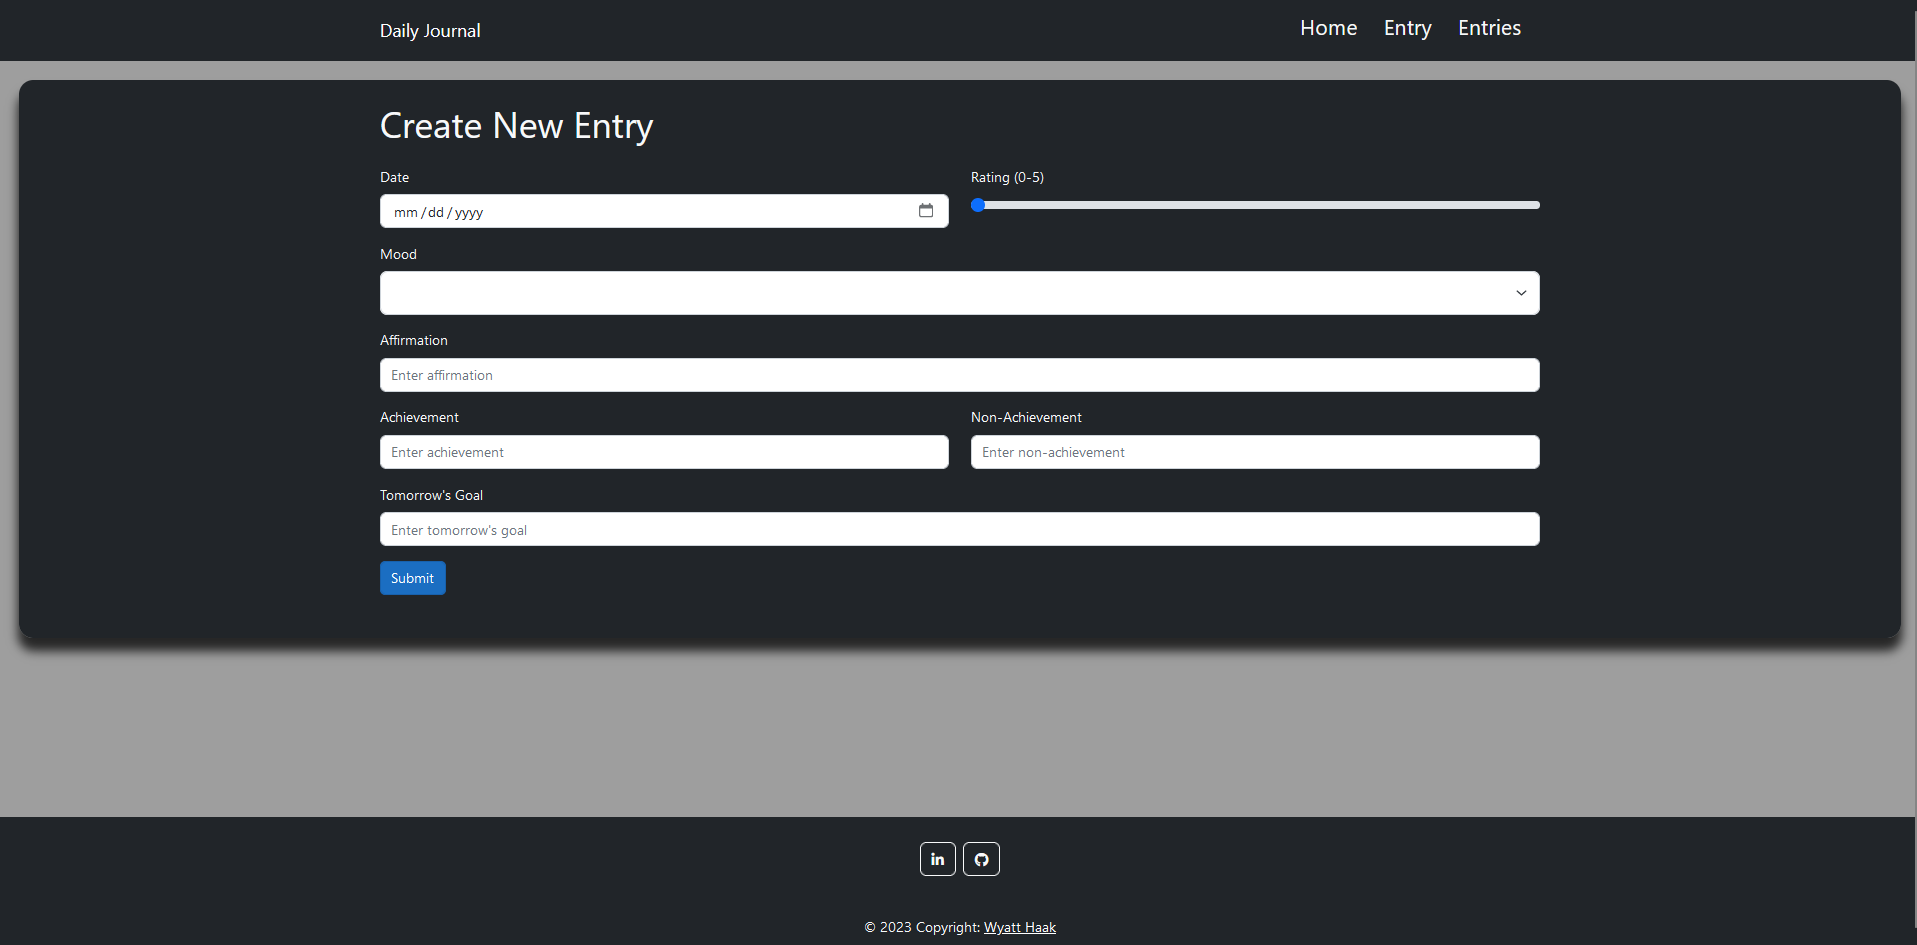 Daily Journal
Home Entry Entries
Create New Entry
Date
Rating (0-5)
mm/dd/yyyy
Mood
Affirmation
Enter affirmation
Achievement
Non-Achievement
Enter achievement
Enter non-achievement
Tomorrow's Goal
Enter tomorrow's goal
Submit
in
© 2023 Copyright: Wyatt Haak